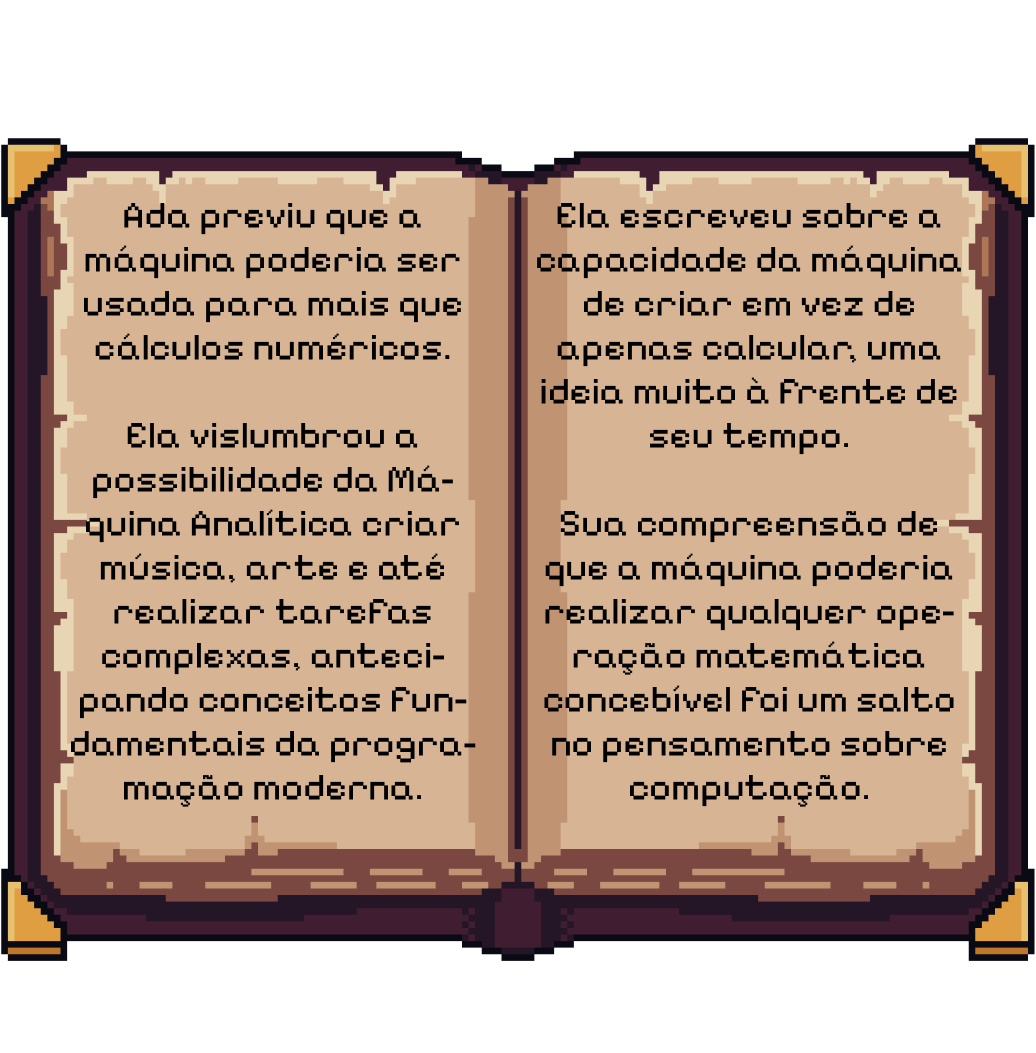 Ada previu que a
máquina poderia ser
usada para mais que
cálculos numéricos.
Ela vislumbrou a
possibilidade da Má-
quina Analítica criar
música, arte e até
realizar tarefas
complexas, anteci-
pando conceitos fun-
damentais da progra-
mação moderna.
Ela escreveu sobre a
capacidade da máquina
de criar em vez de
apenas calcular, uma
ideia muito à frente de
seu tempo.
Sua compreensão de
que a máquina poderia
realizar qualquer ope-
ração matemática
concebível foi um salto
no pensamento sobre
computação.